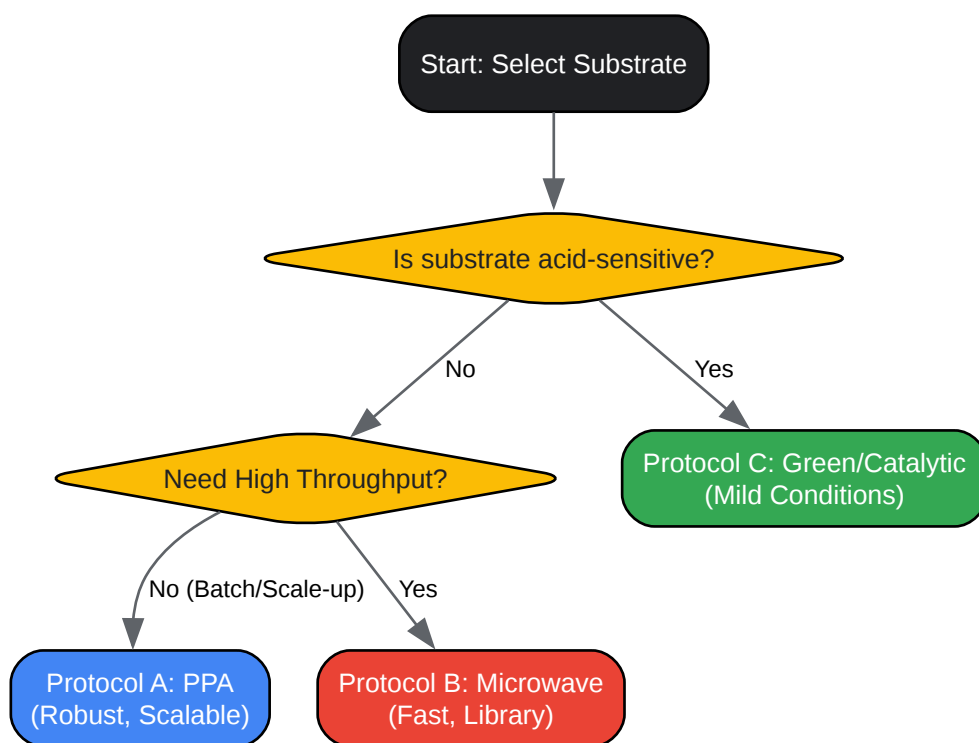 Start: Select Substrate
Is substrate acid-sensitive?
No
Yes
Need High Throughput?
Protocol C: Green/Catalytic
(Mild Conditions)
No (Batch/Scale-up)
Yes
Protocol A: PPA
(Robust, Scalable)
Protocol B: Microwave
(Fast, Library)